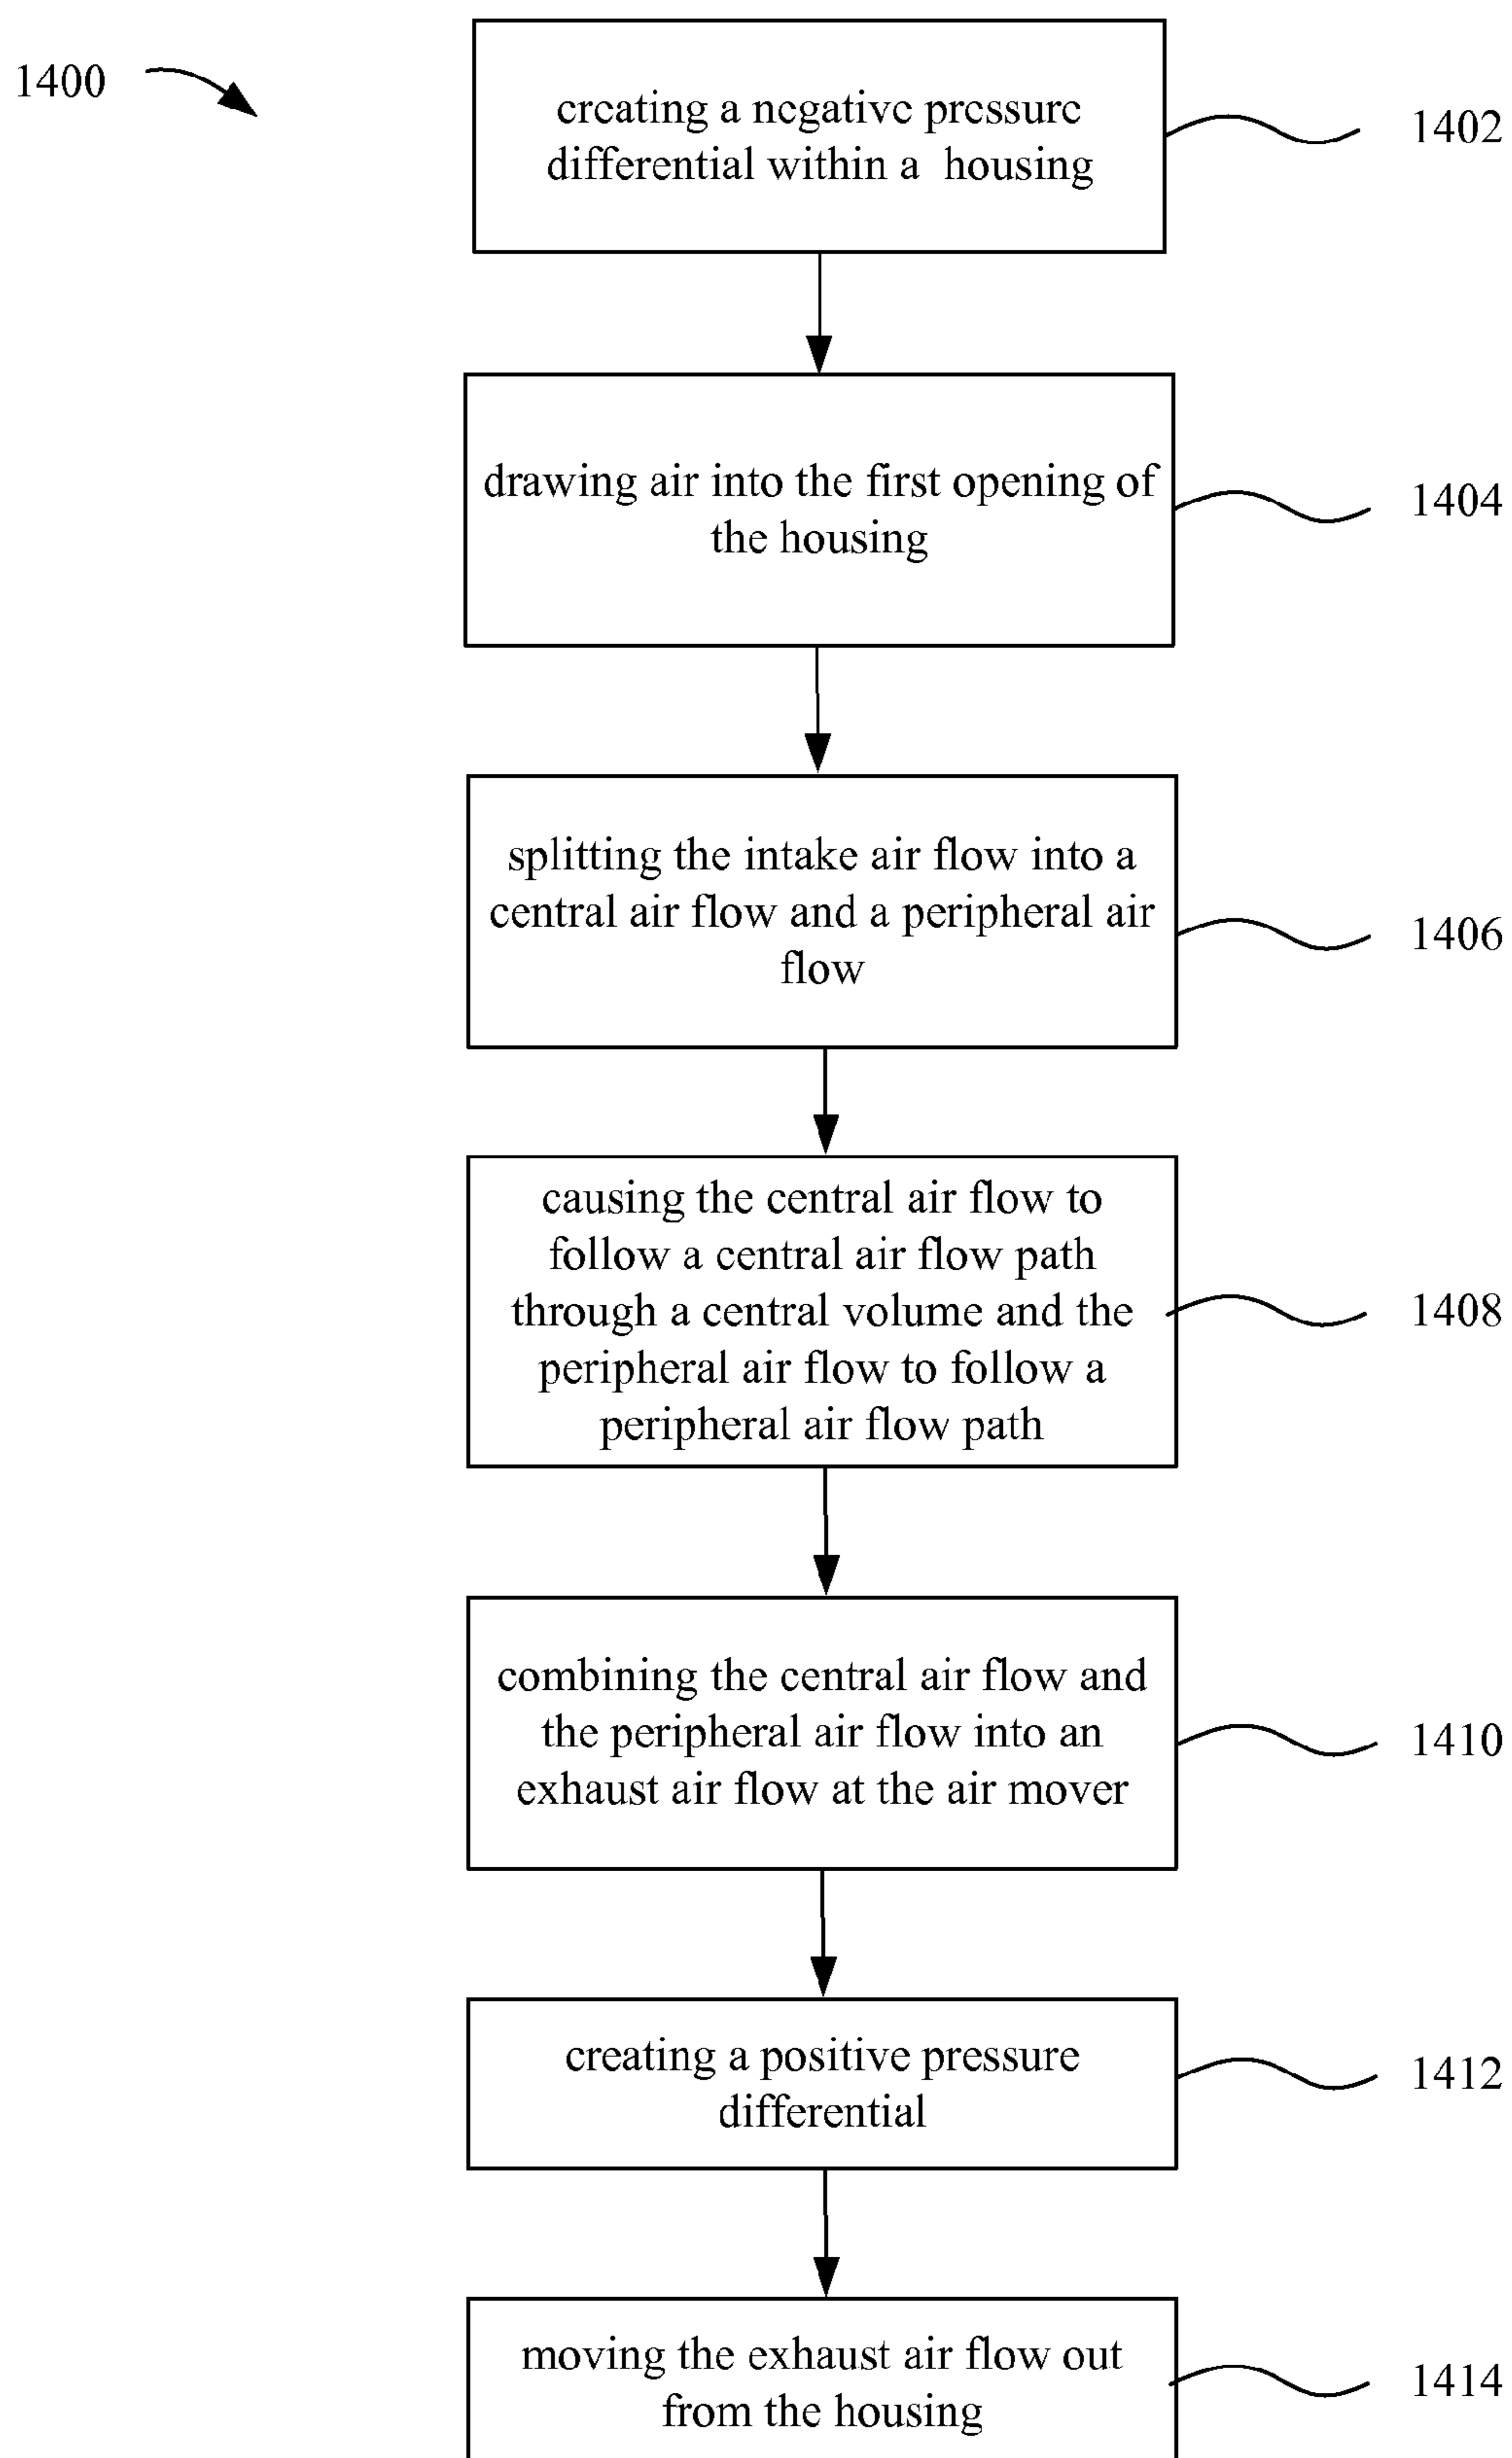 1400
creating a negative pressure
differential within a housing
1402
drawing air into the first opening of
the housing
1404
splitting the intake air flow into a
central air flow and a peripheral air
flow
1406
causing the central air flow to
follow a central air flow path
through a central volume and the
peripheral air flow to follow a
peripheral air flow path
1408
combining the central air flow and
the peripheral air flow into an
exhaust air flow at the air mover
1410
creating a positive pressure
differential
1412
moving the exhaust air flow out
from the housing
1414